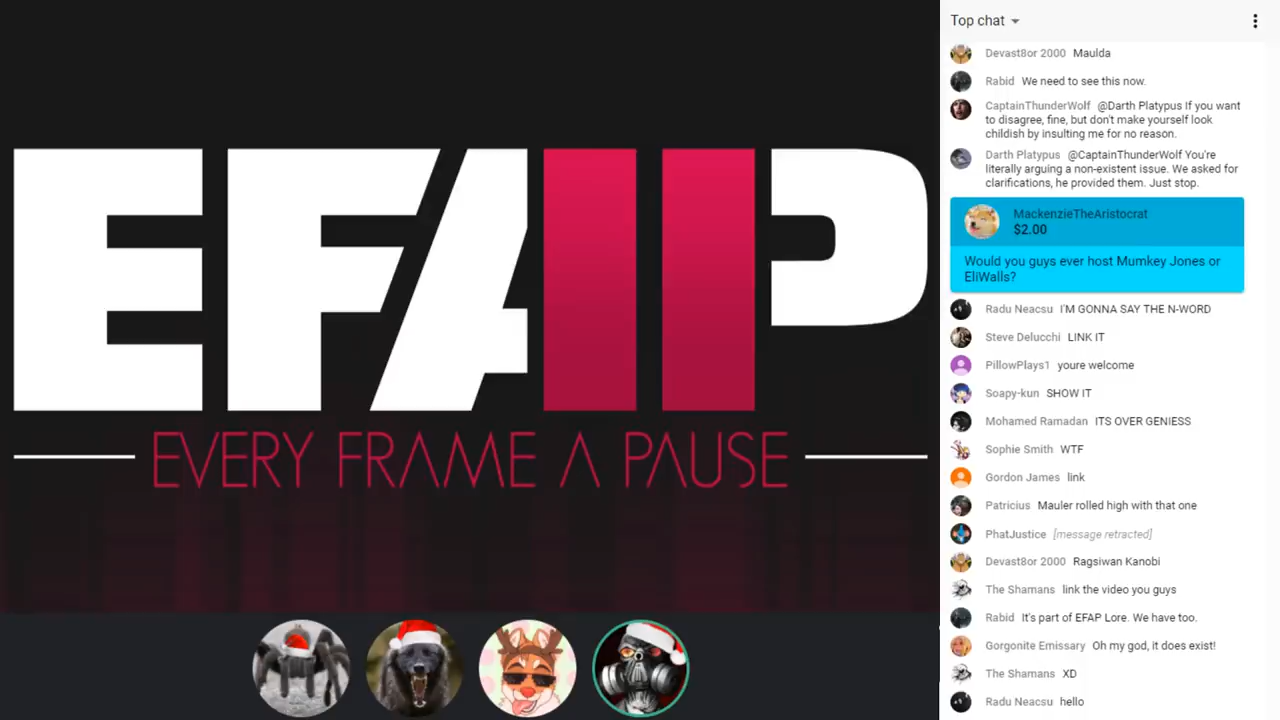 EFAP
EVERY FRAME A PAUSE
Top chat
Devast8or 2000 Maulda
Rabid We need to see this now.
CaptainThunderWolf @Darth Platypus If you want
to disagree, fine, but don't make yourself look
childish by insulting me for no reason.
Darth Platypus @CaptainThunderWolf You're
literally arguing a non-existent issue. We asked for
clarifications, he provided them. Just stop.
MackenzieTheAristocrat
$2.00
Would you guys ever host Mumkey Jones or
EliWalls?
Radu Neacsu I'M GONNA SAY THE N-WORD
Steve Delucchi LINK IT
PillowPlays1 youre welcome
Soapy-kun SHOW IT
Mohamed Ramadan ITS OVER GENIESS
Sophie Smith WTF
Gordon James link
Patricius Mauler rolled high with that one
PhatJustice [message retracted]
Devast8or 2000 Ragsiwan Kanobi
The Shamans link the video you guys
Rabid It's part of EFAP Lore. We have too.
Gorgonite Emissary Oh my god, it does exist!
The Shamans XD
Radu Neacsu hello